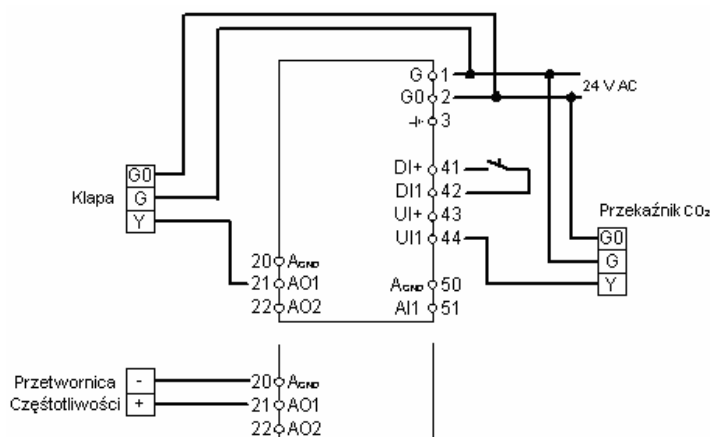 G 1
G0 2
24 V AC
3
DI+ 41
DI1 42
UI+ 43
UI1 44
G0
Klapa G
Y
Przekaźnik CO₂
G0
G
Y
20 AGND
21 AO1
22 AO2
AGND 50
AI1 51
Przetwornica -
Częstotliwości +
20 AGND
21 AO1
22 AO2